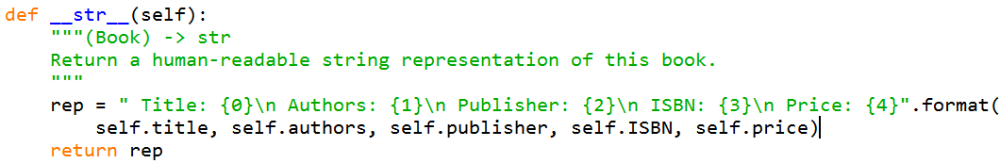 def __str__(self):
    """(Book) -> str
    Return a human-readable string representation of this book.
    """
    rep = " Title: {0}\n Authors: {1}\n Publisher: {2}\n ISBN: {3}\n Price: {4}".format(
        self.title, self.authors, self.publisher, self.ISBN, self.price)
    return rep